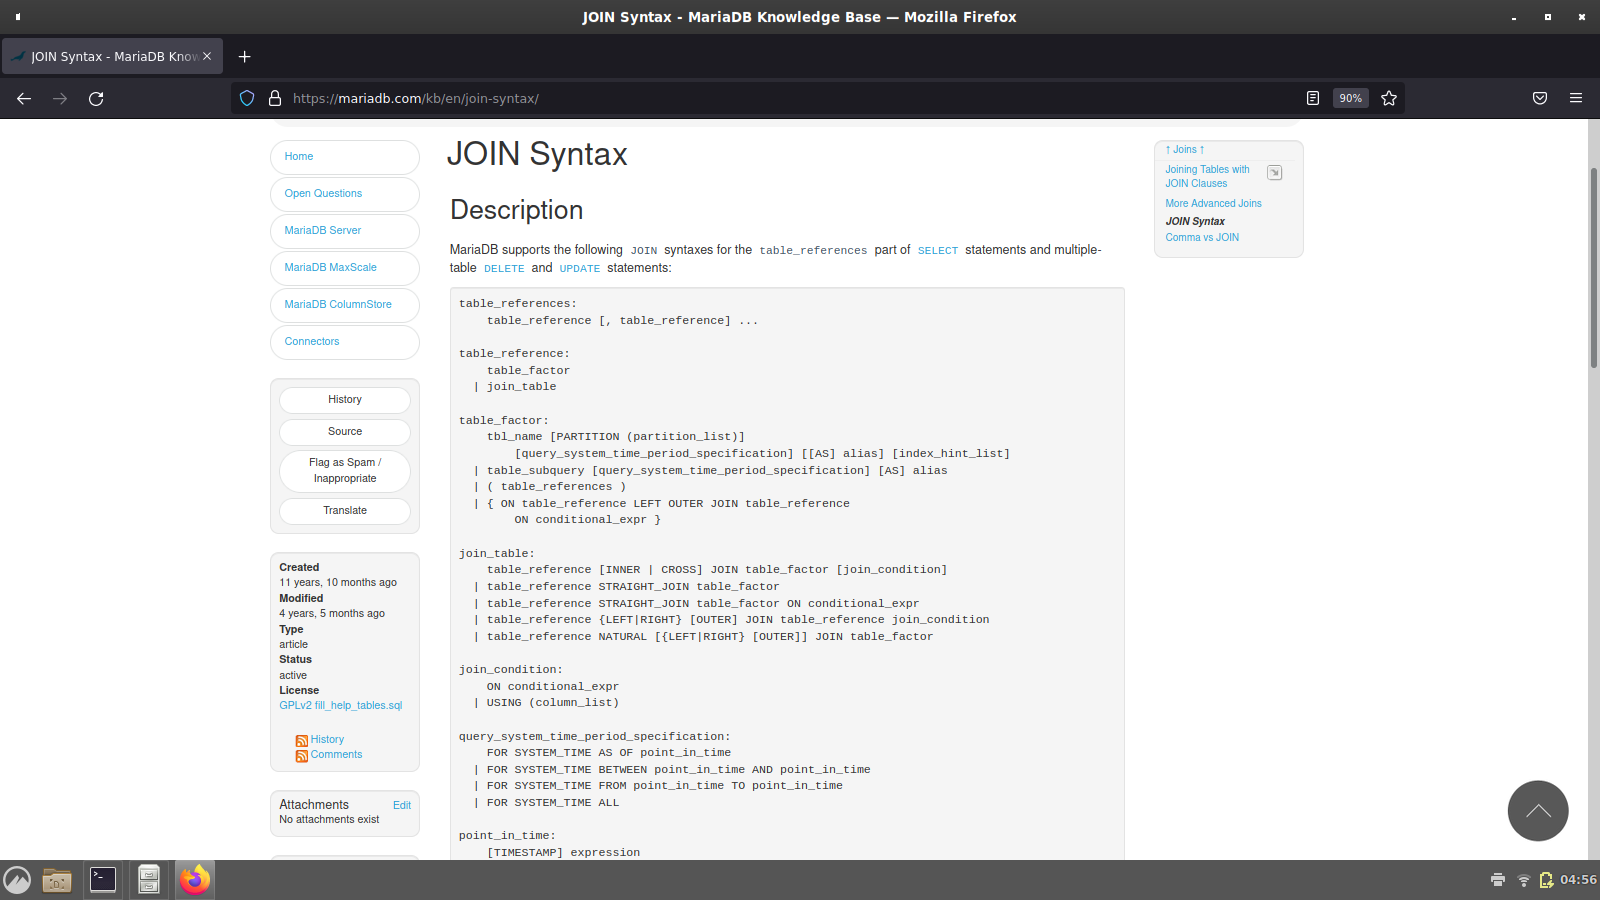 JOIN Syntax - MariaDB Knowledge Base — Mozilla Firefox
JOIN Syntax - MariaDB Know
https://mariadb.com/kb/en/join-syntax/
90%
Home
Open Questions
MariaDB Server
MariaDB MaxScale
MariaDB ColumnStore
Connectors
History
Source
Flag as Spam /
Inappropriate
Translate
Created
11 years, 10 months ago
Modified
4 years, 5 months ago
Type
article
Status
active
License
GPLv2 fill_help_tables.sql
History
Comments
Attachments Edit
No attachments exist
JOIN Syntax
Description
MariaDB supports the following JOIN syntaxes for the table_references part of SELECT statements and multiple-
table DELETE and UPDATE statements:
table_references:
    table_reference [, table_reference] ...
table_reference:
    table_factor
  | join_table
table_factor:
    tbl_name [PARTITION (partition_list)]
        [query_system_time_period_specification] [[AS] alias] [index_hint_list]
  | table_subquery [query_system_time_period_specification] [AS] alias
  | ( table_references )
  | { ON table_reference LEFT OUTER JOIN table_reference
        ON conditional_expr }
join_table:
    table_reference [INNER | CROSS] JOIN table_factor [join_condition]
  | table_reference STRAIGHT_JOIN table_factor
  | table_reference STRAIGHT_JOIN table_factor ON conditional_expr
  | table_reference {LEFT|RIGHT} [OUTER] JOIN table_reference join_condition
  | table_reference NATURAL [{LEFT|RIGHT} [OUTER]] JOIN table_factor
join_condition:
    ON conditional_expr
  | USING (column_list)
query_system_time_period_specification:
    FOR SYSTEM_TIME AS OF point_in_time
  | FOR SYSTEM_TIME BETWEEN point_in_time AND point_in_time
  | FOR SYSTEM_TIME FROM point_in_time TO point_in_time
  | FOR SYSTEM_TIME ALL
point_in_time:
    [TIMESTAMP] expression
↑ Joins ↑
Joining Tables with
JOIN Clauses
More Advanced Joins
JOIN Syntax
Comma vs JOIN
04:56